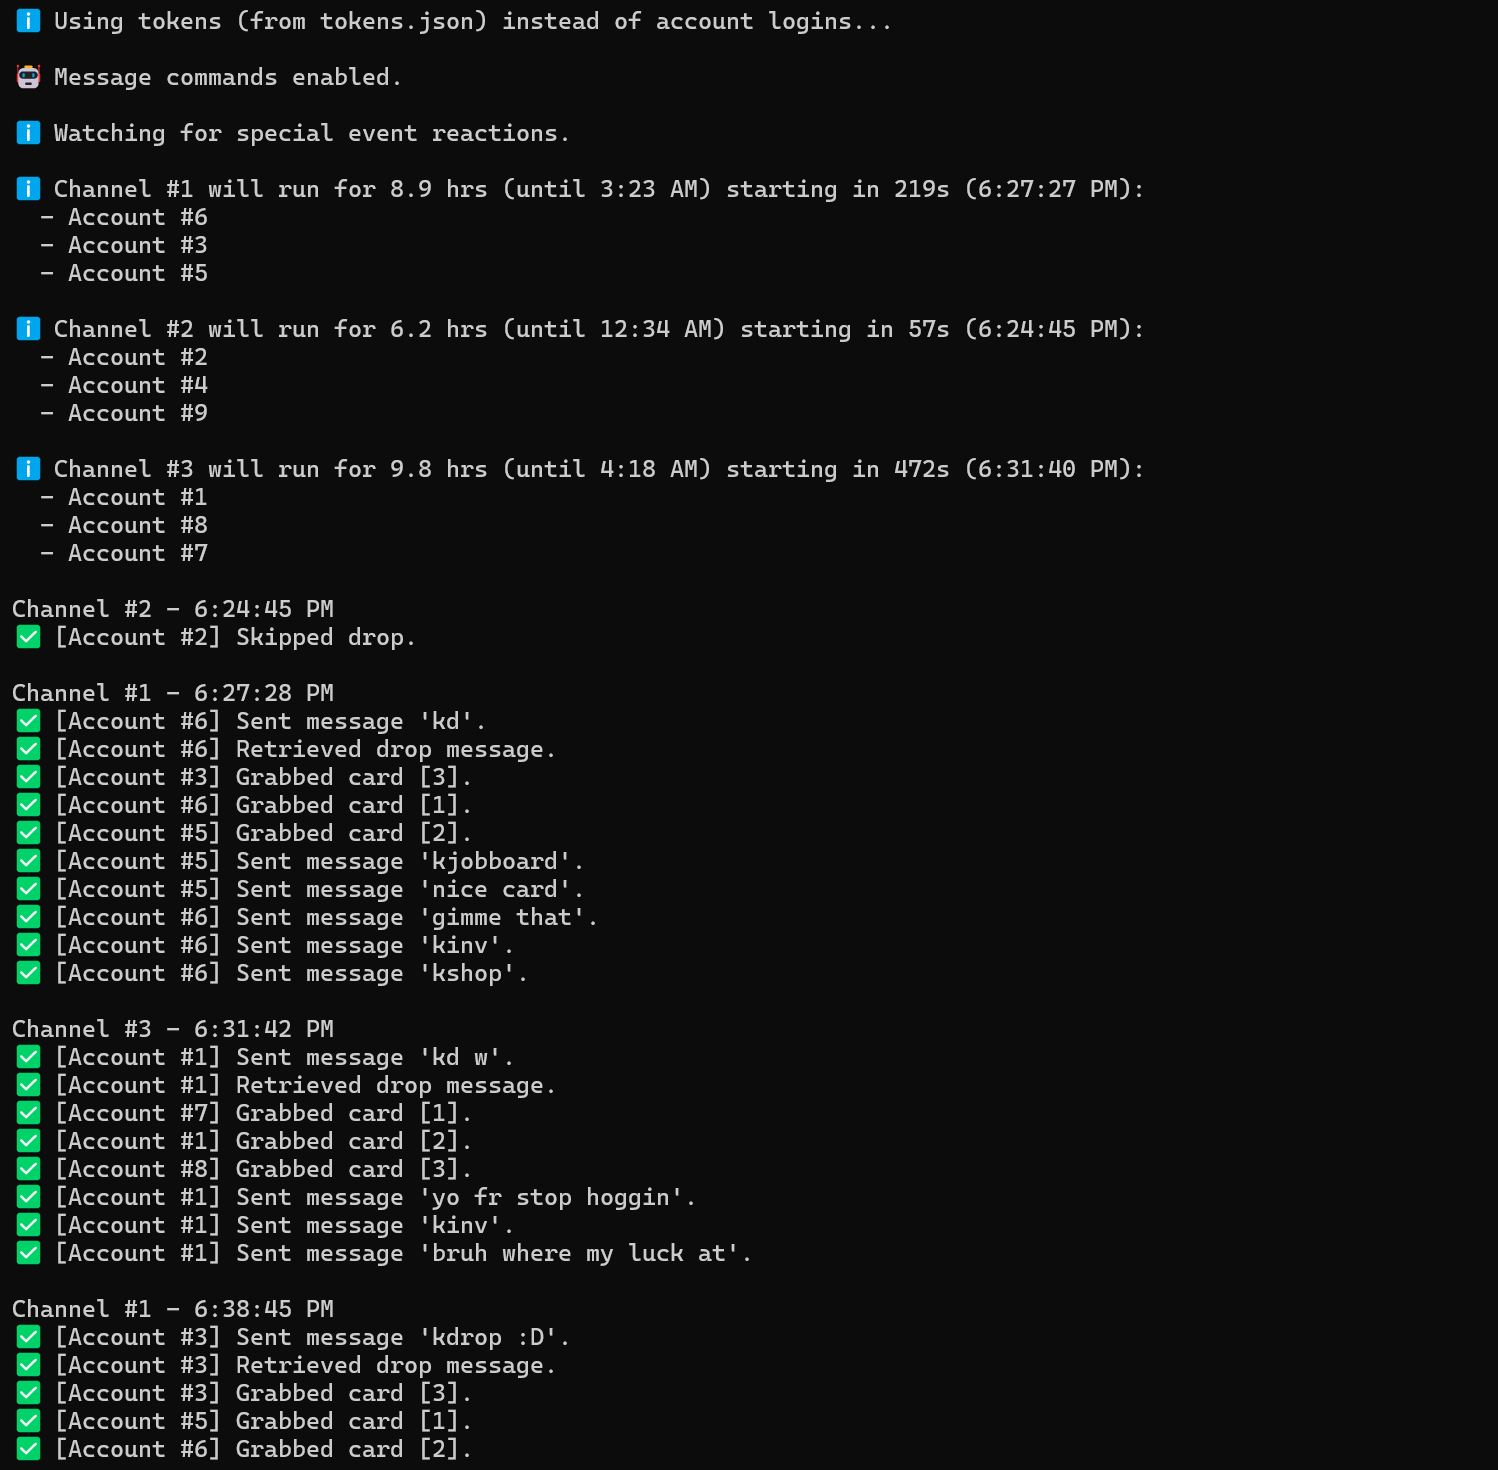 ℹ️ Using tokens (from tokens.json) instead of account logins...
🤖 Message commands enabled.
ℹ️ Watching for special event reactions.
ℹ️ Channel #1 will run for 8.9 hrs (until 3:23 AM) starting in 219s (6:27:27 PM):
- Account #6
- Account #3
- Account #5
ℹ️ Channel #2 will run for 6.2 hrs (until 12:34 AM) starting in 57s (6:24:45 PM):
- Account #2
- Account #4
- Account #9
ℹ️ Channel #3 will run for 9.8 hrs (until 4:18 AM) starting in 472s (6:31:40 PM):
- Account #1
- Account #8
- Account #7
Channel #2 - 6:24:45 PM
✅ [Account #2] Skipped drop.
Channel #1 - 6:27:28 PM
✅ [Account #6] Sent message 'kd'.
✅ [Account #6] Retrieved drop message.
✅ [Account #3] Grabbed card [3].
✅ [Account #6] Grabbed card [1].
✅ [Account #5] Grabbed card [2].
✅ [Account #5] Sent message 'kjobboard'.
✅ [Account #5] Sent message 'nice card'.
✅ [Account #6] Sent message 'gimme that'.
✅ [Account #6] Sent message 'kinv'.
✅ [Account #6] Sent message 'kshop'.
Channel #3 - 6:31:42 PM
✅ [Account #1] Sent message 'kd w'.
✅ [Account #1] Retrieved drop message.
✅ [Account #7] Grabbed card [1].
✅ [Account #1] Grabbed card [2].
✅ [Account #8] Grabbed card [3].
✅ [Account #1] Sent message 'yo fr stop hoggin'.
✅ [Account #1] Sent message 'kinv'.
✅ [Account #1] Sent message 'bruh where my luck at'.
Channel #1 - 6:38:45 PM
✅ [Account #3] Sent message 'kdrop :D'.
✅ [Account #3] Retrieved drop message.
✅ [Account #3] Grabbed card [3].
✅ [Account #5] Grabbed card [1].
✅ [Account #6] Grabbed card [2].